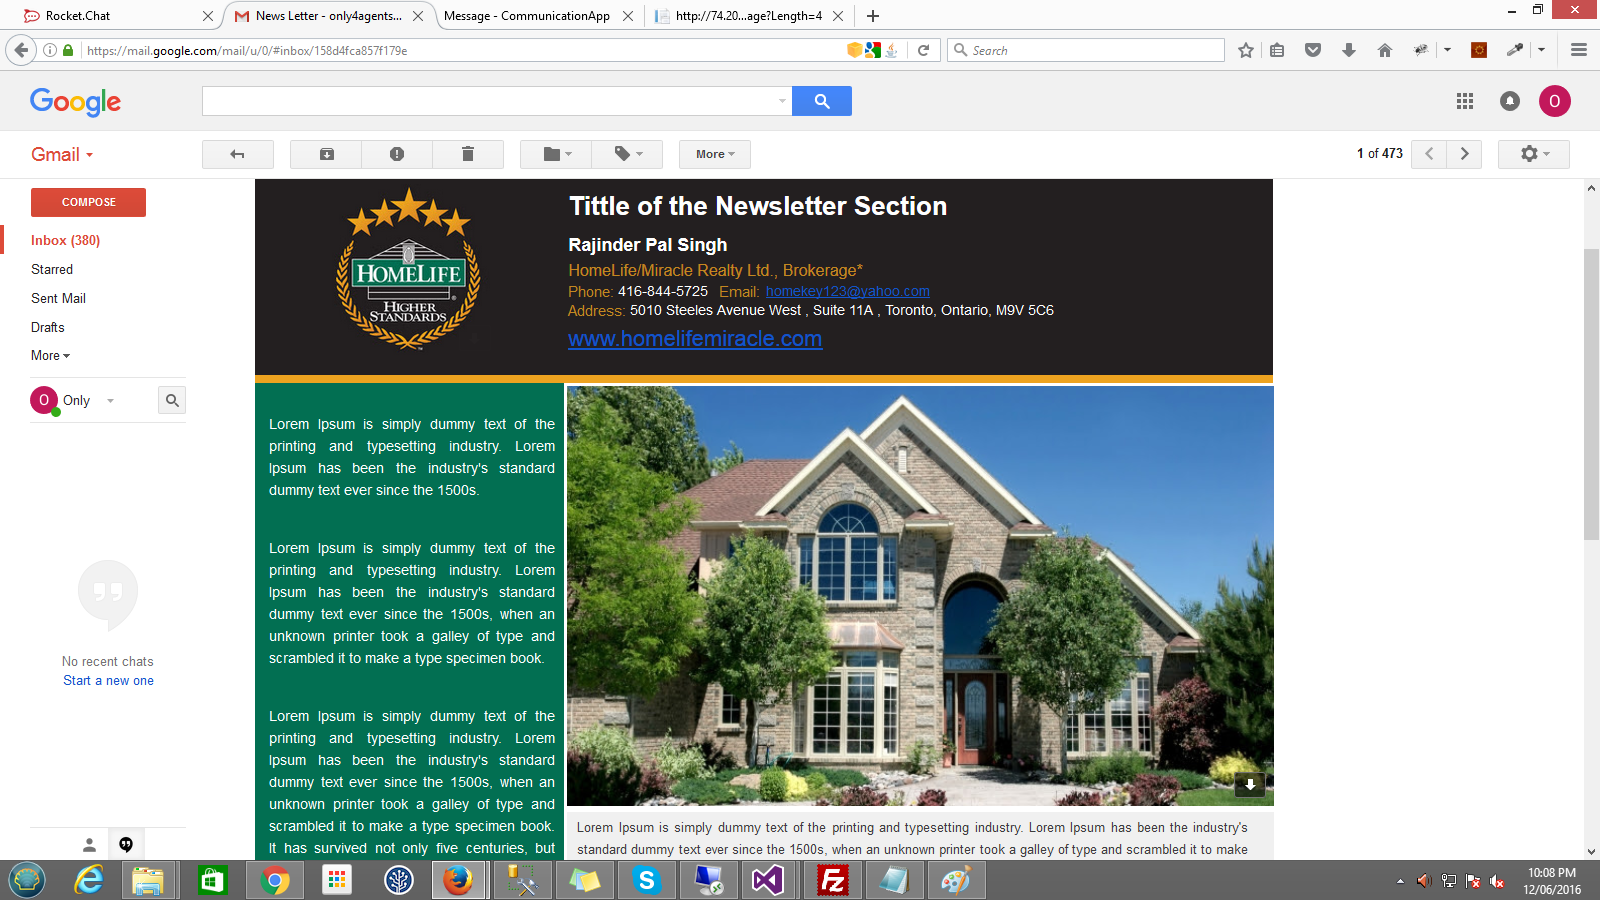 Rocket.Chat
News Letter - only4agents...
Message - CommunicationApp
http://74.20...age?Length=4
https://mail.google.com/mail/u/0/#inbox/158d4fca857f179e
Search
Google
O
Gmail
More
1 of 473
COMPOSE
Inbox (380)
Starred
Sent Mail
Drafts
More
O Only
No recent chats
Start a new one
HOMELIFE
HIGHER
STANDARDS
Tittle of the Newsletter Section
Rajinder Pal Singh
HomeLife/Miracle Realty Ltd., Brokerage*
Phone: 416-844-5725 Email: homekey123@yahoo.com
Address: 5010 Steeles Avenue West , Suite 11A , Toronto, Ontario, M9V 5C6
www.homelifemiracle.com
Lorem Ipsum is simply dummy text of the
printing and typesetting industry. Lorem
Ipsum has been the industry's standard
dummy text ever since the 1500s.
Lorem Ipsum is simply dummy text of the
printing and typesetting industry. Lorem
Ipsum has been the industry's standard
dummy text ever since the 1500s, when an
unknown printer took a galley of type and
scrambled it to make a type specimen book.
Lorem Ipsum is simply dummy text of the
printing and typesetting industry. Lorem
Ipsum has been the industry's standard
dummy text ever since the 1500s, when an
unknown printer took a galley of type and
scrambled it to make a type specimen book.
It has survived not only five centuries, but
Lorem Ipsum is simply dummy text of the printing and typesetting industry. Lorem Ipsum has been the industry's
standard dummy text ever since the 1500s, when an unknown printer took a galley of type and scrambled it to make
10:08 PM
12/06/2016